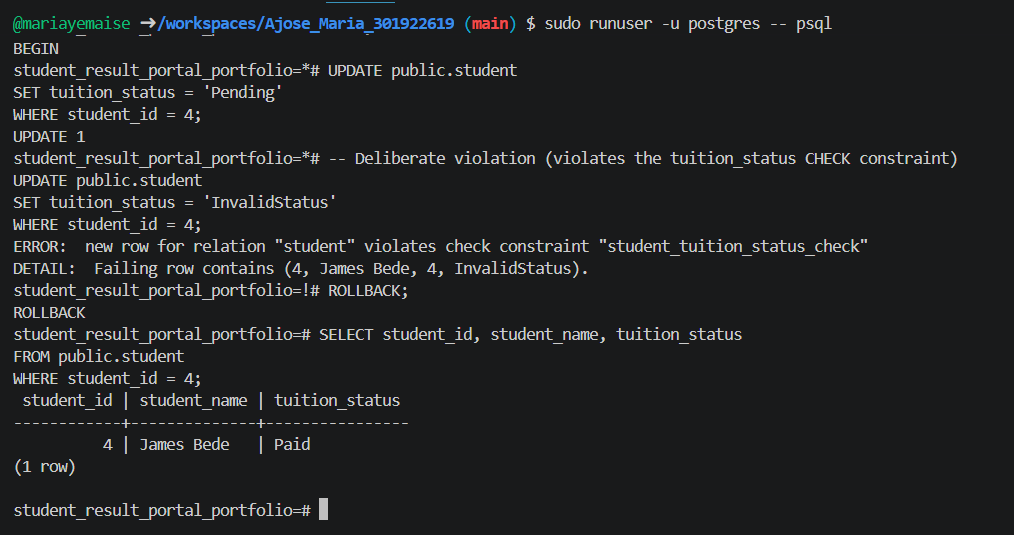 @mariayemaise ➜/workspaces/Ajose_Maria_301922619 (main) $ sudo runuser -u postgres -- psql
BEGIN
student_result_portal_portfolio=*# UPDATE public.student
SET tuition_status = 'Pending'
WHERE student_id = 4;
UPDATE 1
student_result_portal_portfolio=*# -- Deliberate violation (violates the tuition_status CHECK constraint)
UPDATE public.student
SET tuition_status = 'InvalidStatus'
WHERE student_id = 4;
ERROR:  new row for relation "student" violates check constraint "student_tuition_status_check"
DETAIL:  Failing row contains (4, James Bede, 4, InvalidStatus).
student_result_portal_portfolio=!# ROLLBACK;
ROLLBACK
student_result_portal_portfolio=# SELECT student_id, student_name, tuition_status
FROM public.student
WHERE student_id = 4;
 student_id | student_name | tuition_status
------------+--------------+----------------
          4 | James Bede   | Paid
(1 row)
student_result_portal_portfolio=#